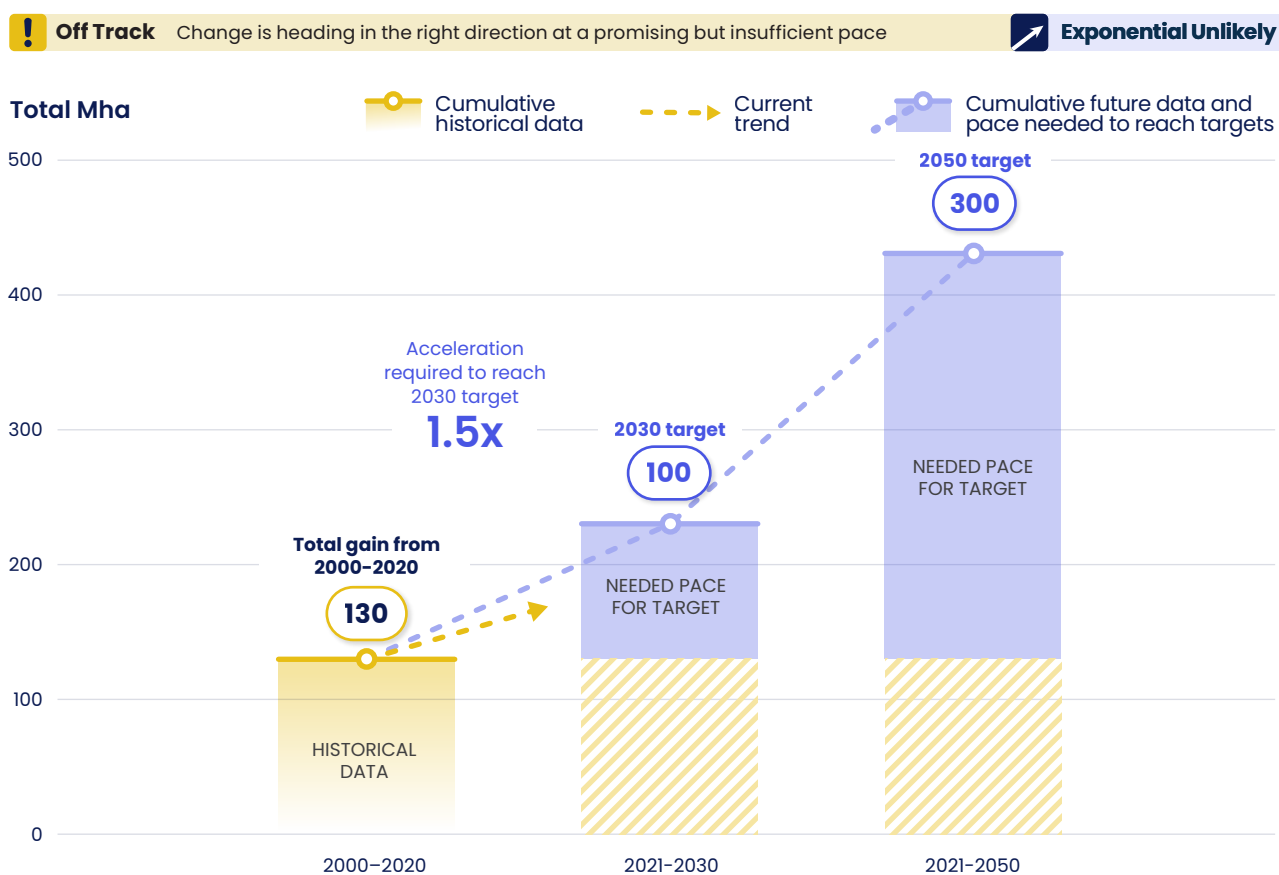 ! Off Track Change is heading in the right direction at a promising but insufficient pace
Exponential Unlikely
Total Mha
Cumulative
historical data
Current
trend
Cumulative future data and
pace needed to reach targets
500
400
300
200
100
0
2050 target
300
Acceleration
required to reach
2030 target
1.5x
2030 target
100
Total gain from
2000-2020
130
NEEDED PACE
FOR TARGET
NEEDED PACE
FOR TARGET
HISTORICAL
DATA
2000–2020
2021-2030
2021-2050